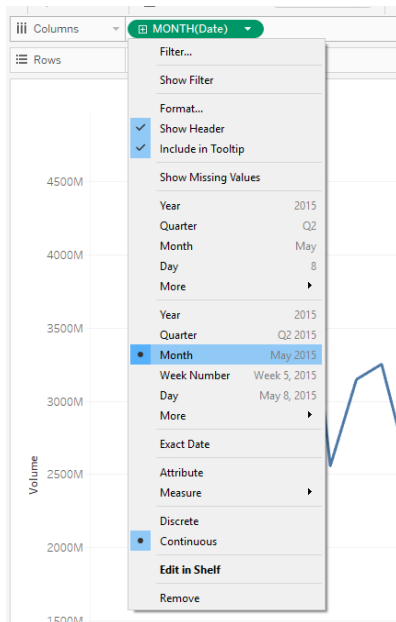 Columns
MONTH(Date)
Rows
Filter...
Show Filter
Format...
Show Header
Include in Tooltip
Show Missing Values
Year 2015
Quarter Q2
Month May
Day 8
More
Year 2015
Quarter Q2 2015
Month May 2015
Week Number Week 5, 2015
Day May 8, 2015
More
Exact Date
Attribute
Measure
Discrete
Continuous
Edit in Shelf
Remove
4500M
4000M
3500M
3000M
2500M
2000M
1500M
Volume